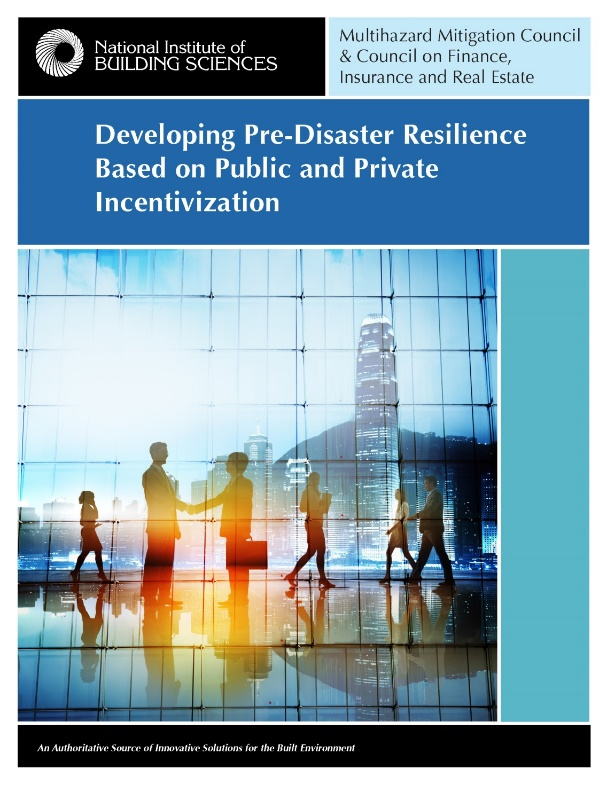 National Institute of
BUILDING SCIENCES
Multihazard Mitigation Council
& Council on Finance,
Insurance and Real Estate
Developing Pre-Disaster Resilience
Based on Public and Private
Incentivization
An Authoritative Source of Innovative Solutions for the Built Environment